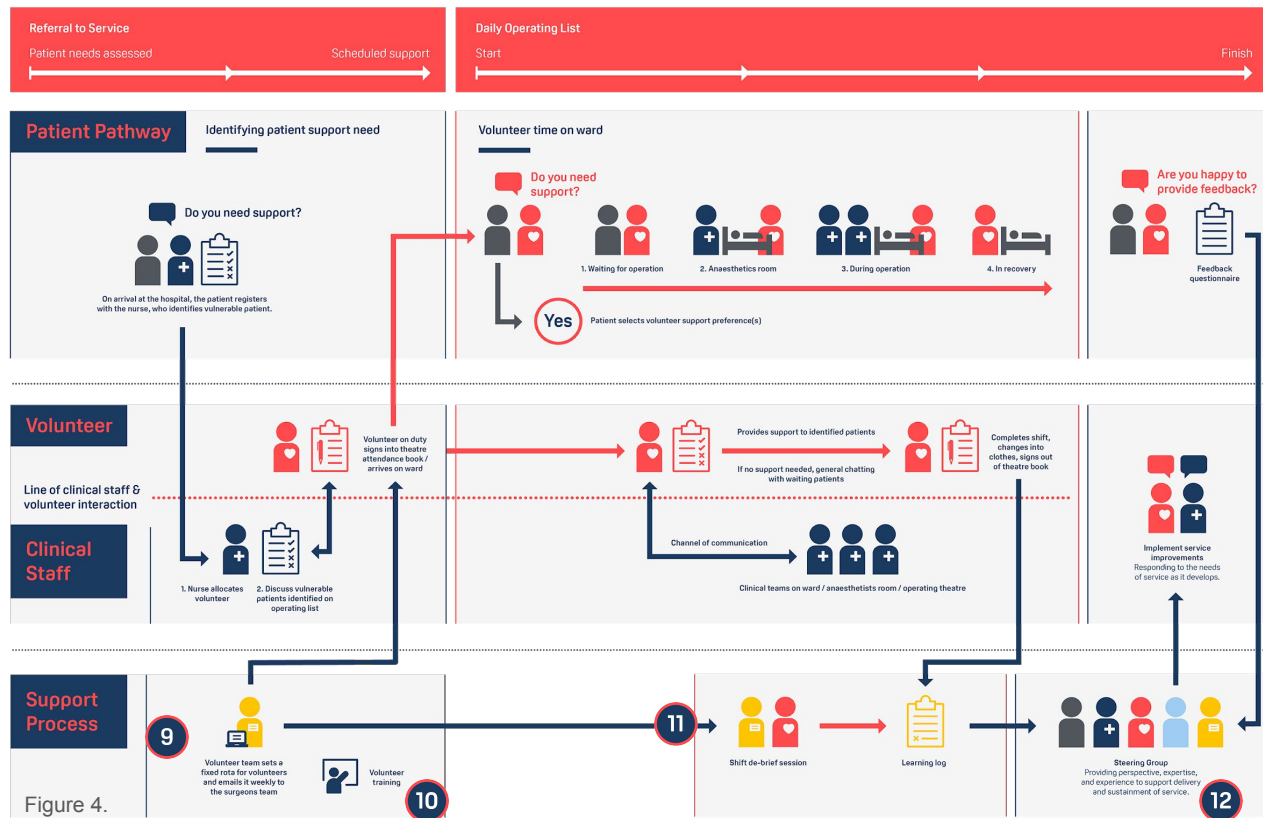 Referral to Service
Patient needs assessed
Scheduled support
Daily Operating List
Start
Finish
Patient Pathway
Identifying patient support need
Do you need support?
On arrival at the hospital, the patient registers
with the nurse, who identifies vulnerable patient.
Volunteer time on ward
Do you need
support?
1. Waiting for operation
2. Anaesthetics room
3. During operation
4. In recovery
Yes
Patient selects volunteer support preference(s)
Are you happy to
provide feedback?
Feedback
questionnaire
Volunteer
Volunteer on duty
signs into theatre
attendance book /
arrives on ward
Provides support to identified patients
If no support needed, general chatting
with waiting patients
Completes shift,
changes into
clothes, signs out
of theatre book
Line of clinical staff &
volunteer interaction
Clinical
Staff
1. Nurse allocates
volunteer
2. Discuss vulnerable
patients identified on
operating list
Channel of communication
Clinical teams on ward / anaesthetists room / operating theatre
Implement service
improvements
Responding to the needs
of service as it develops.
Support
Process
9
Volunteer team sets a
fixed rota for volunteers
and emails it weekly to
the surgeons team
Volunteer
training
10
11
Shift de-brief session
Learning log
Steering Group
Providing perspective, expertise,
and experience to support delivery
and sustainment of service.
12
Figure 4.